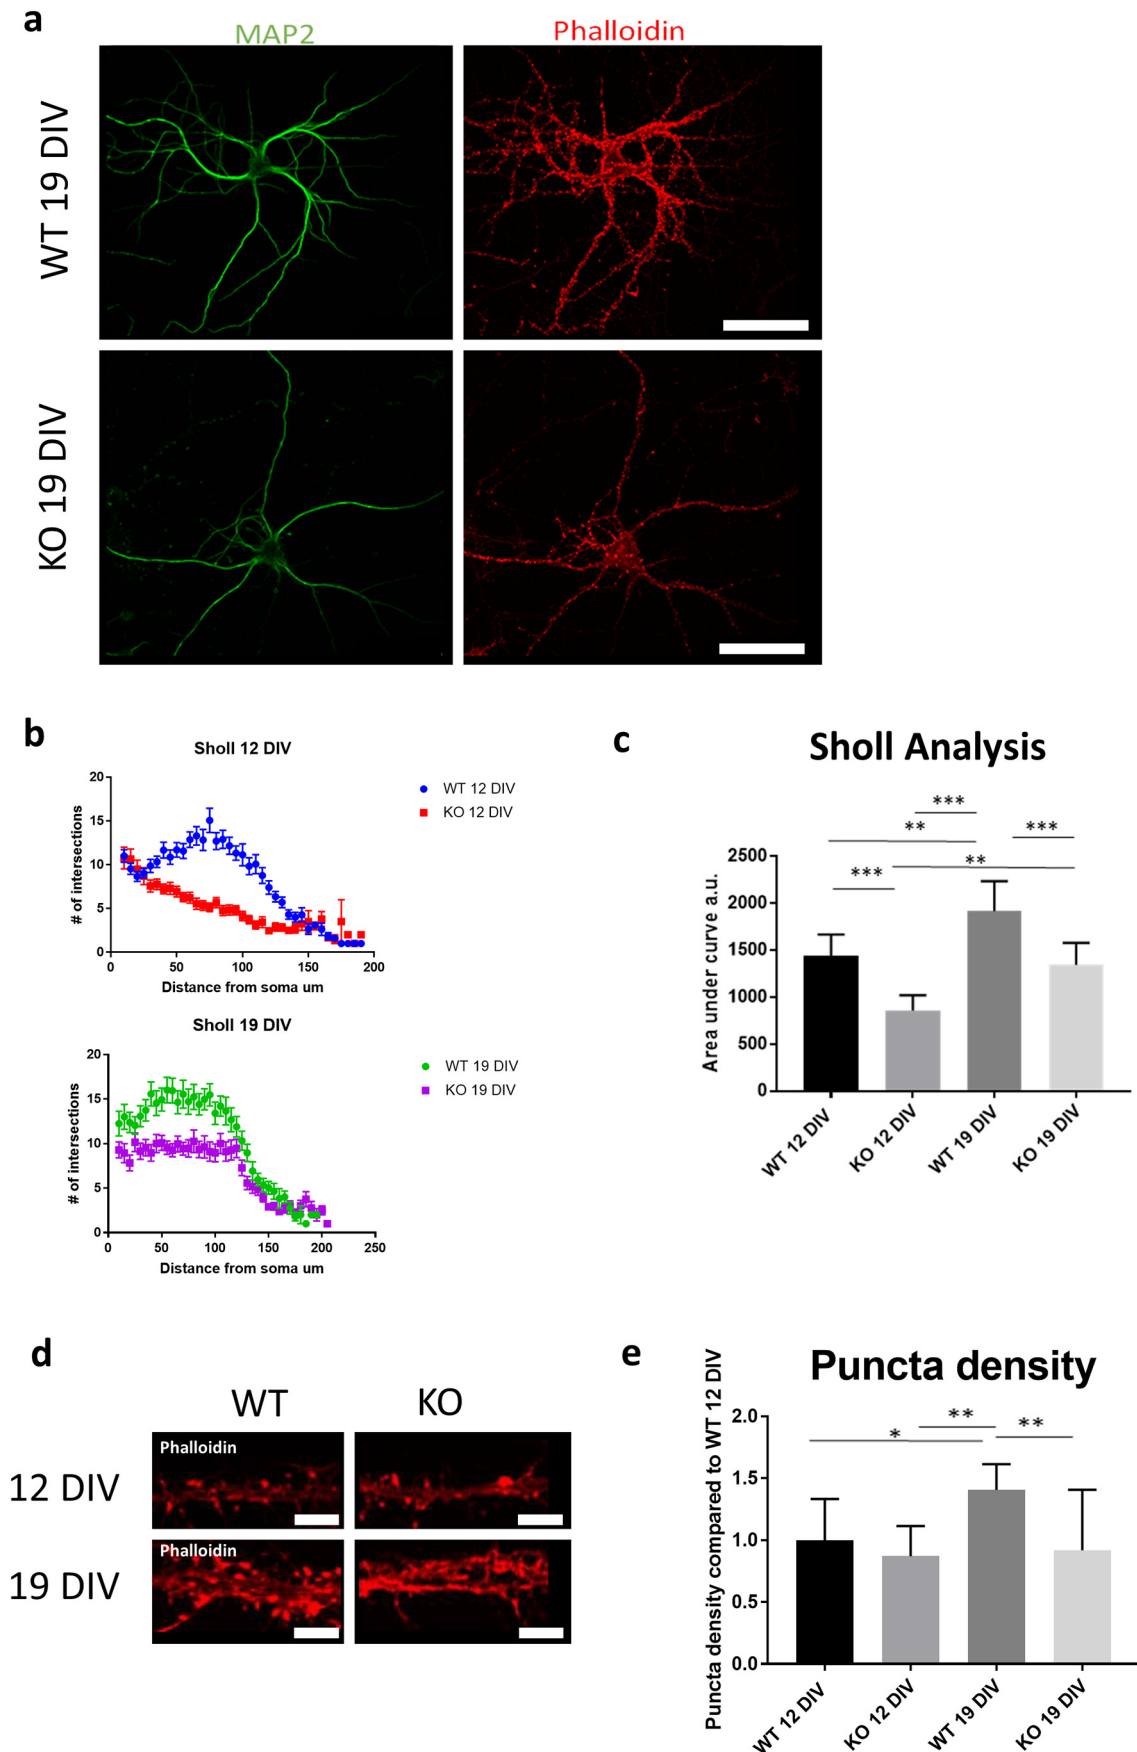 a
MAP2
Phalloidin
WT 19 DIV
KO 19 DIV
b
Sholl 12 DIV
# of intersections
20
15
10
5
0
0 50 100 150 200
Distance from soma um
WT 12 DIV
KO 12 DIV
Sholl 19 DIV
# of intersections
20
15
10
5
0
0 50 100 150 200 250
Distance from soma um
WT 19 DIV
KO 19 DIV
c
Sholl Analysis
***
** ***
*** **
Area under curve a.u.
2500
2000
1500
1000
500
0
WT 12 DIV
KO 12 DIV
WT 19 DIV
KO 19 DIV
d
WT KO
12 DIV
Phalloidin
19 DIV
Phalloidin
e
Puncta density
Puncta density compared to WT 12 DIV
** **
*
2.0
1.5
1.0
0.5
0.0
WT 12 DIV
KO 12 DIV
WT 19 DIV
KO 19 DIV